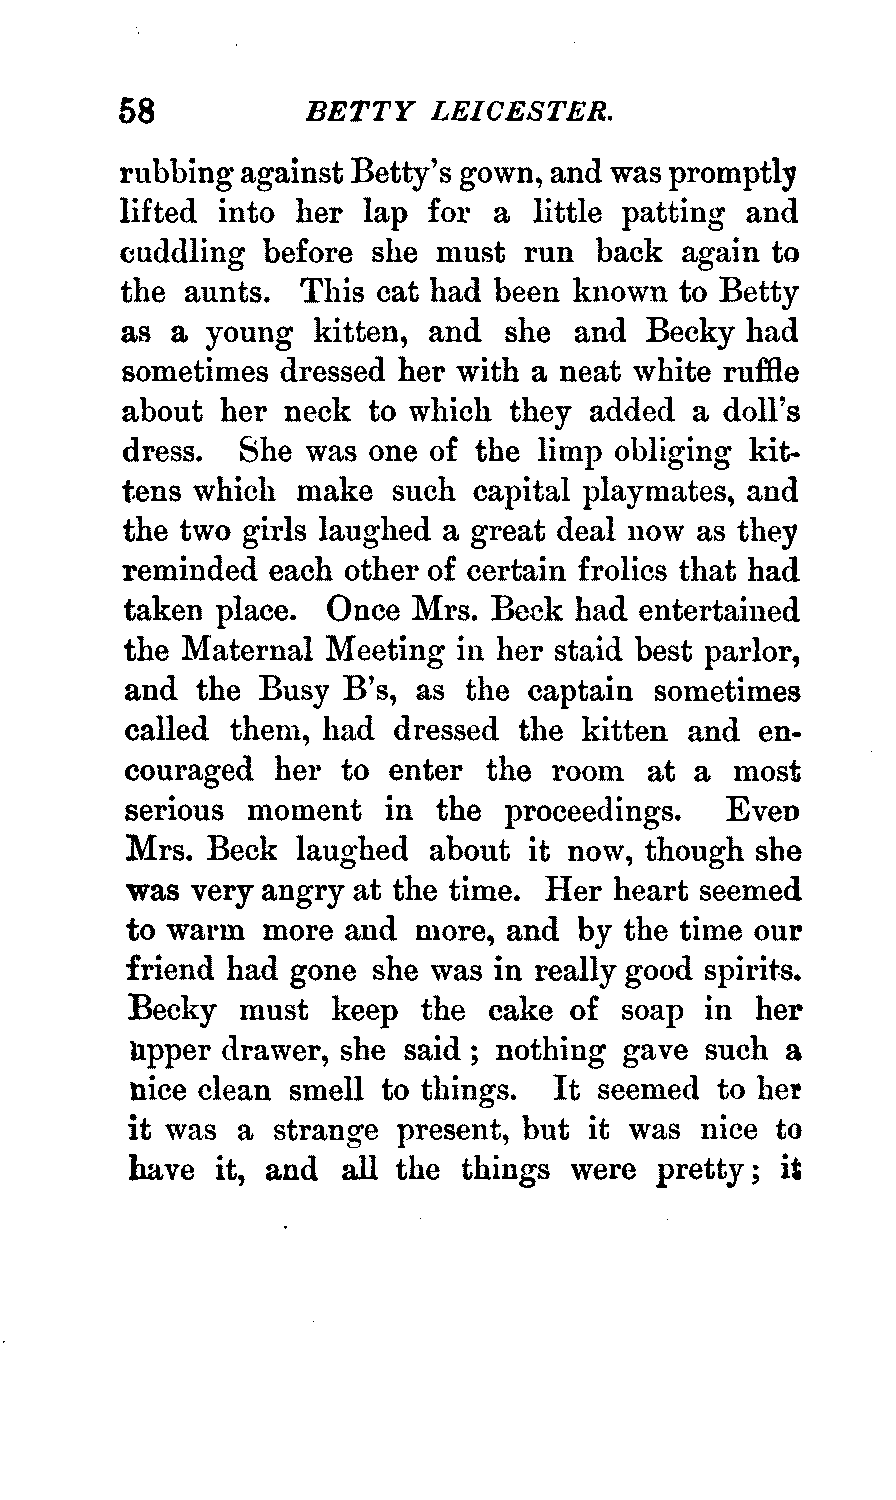 58 BETTY LEICESTER.
rubbing against Betty's gown, and was promptly
lifted into her lap for a little patting and
cuddling before she must run back again to
the aunts. This cat had been known to Betty
as a young kitten, and she and Becky had
sometimes dressed her with a neat white ruffle
about her neck to which they added a doll's
dress. She was one of the limp obliging kit-
tens which make such capital playmates, and
the two girls laughed a great deal now as they
reminded each other of certain frolics that had
taken place. Once Mrs. Beck had entertained
the Maternal Meeting in her staid best parlor,
and the Busy B's, as the captain sometimes
called them, had dressed the kitten and en-
couraged her to enter the room at a most
serious moment in the proceedings. Even
Mrs. Beck laughed about it now, though she
was very angry at the time. Her heart seemed
to warm more and more, and by the time our
friend had gone she was in really good spirits.
Becky must keep the cake of soap in her
upper drawer, she said; nothing gave such a
nice clean smell to things. It seemed to her
it was a strange present, but it was nice to
have it, and all the things were pretty; it